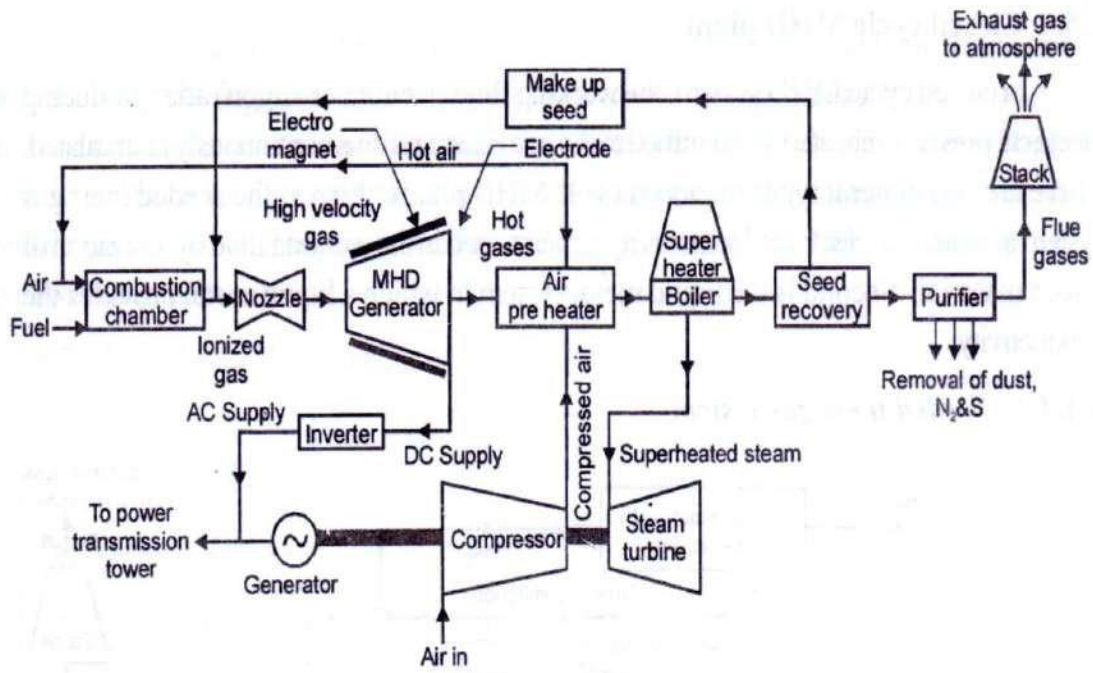 Exhaust gas
to atmosphere
Make up
seed
Electro
magnet
Hot air
Electrode
Stack
High velocity
gas
Hot
gases
Super
heater
Flue
gases
Air
Fuel
Combustion
chamber
Nozzle
MHD
Generator
Air
pre heater
Boiler
Seed
recovery
Purifier
Ionized
gas
Removal of dust,
N₂&S
AC Supply
Inverter
DC Supply
Compressed air
Superheated steam
To power
transmission
tower
Generator
Compressor
Steam
turbine
Air in